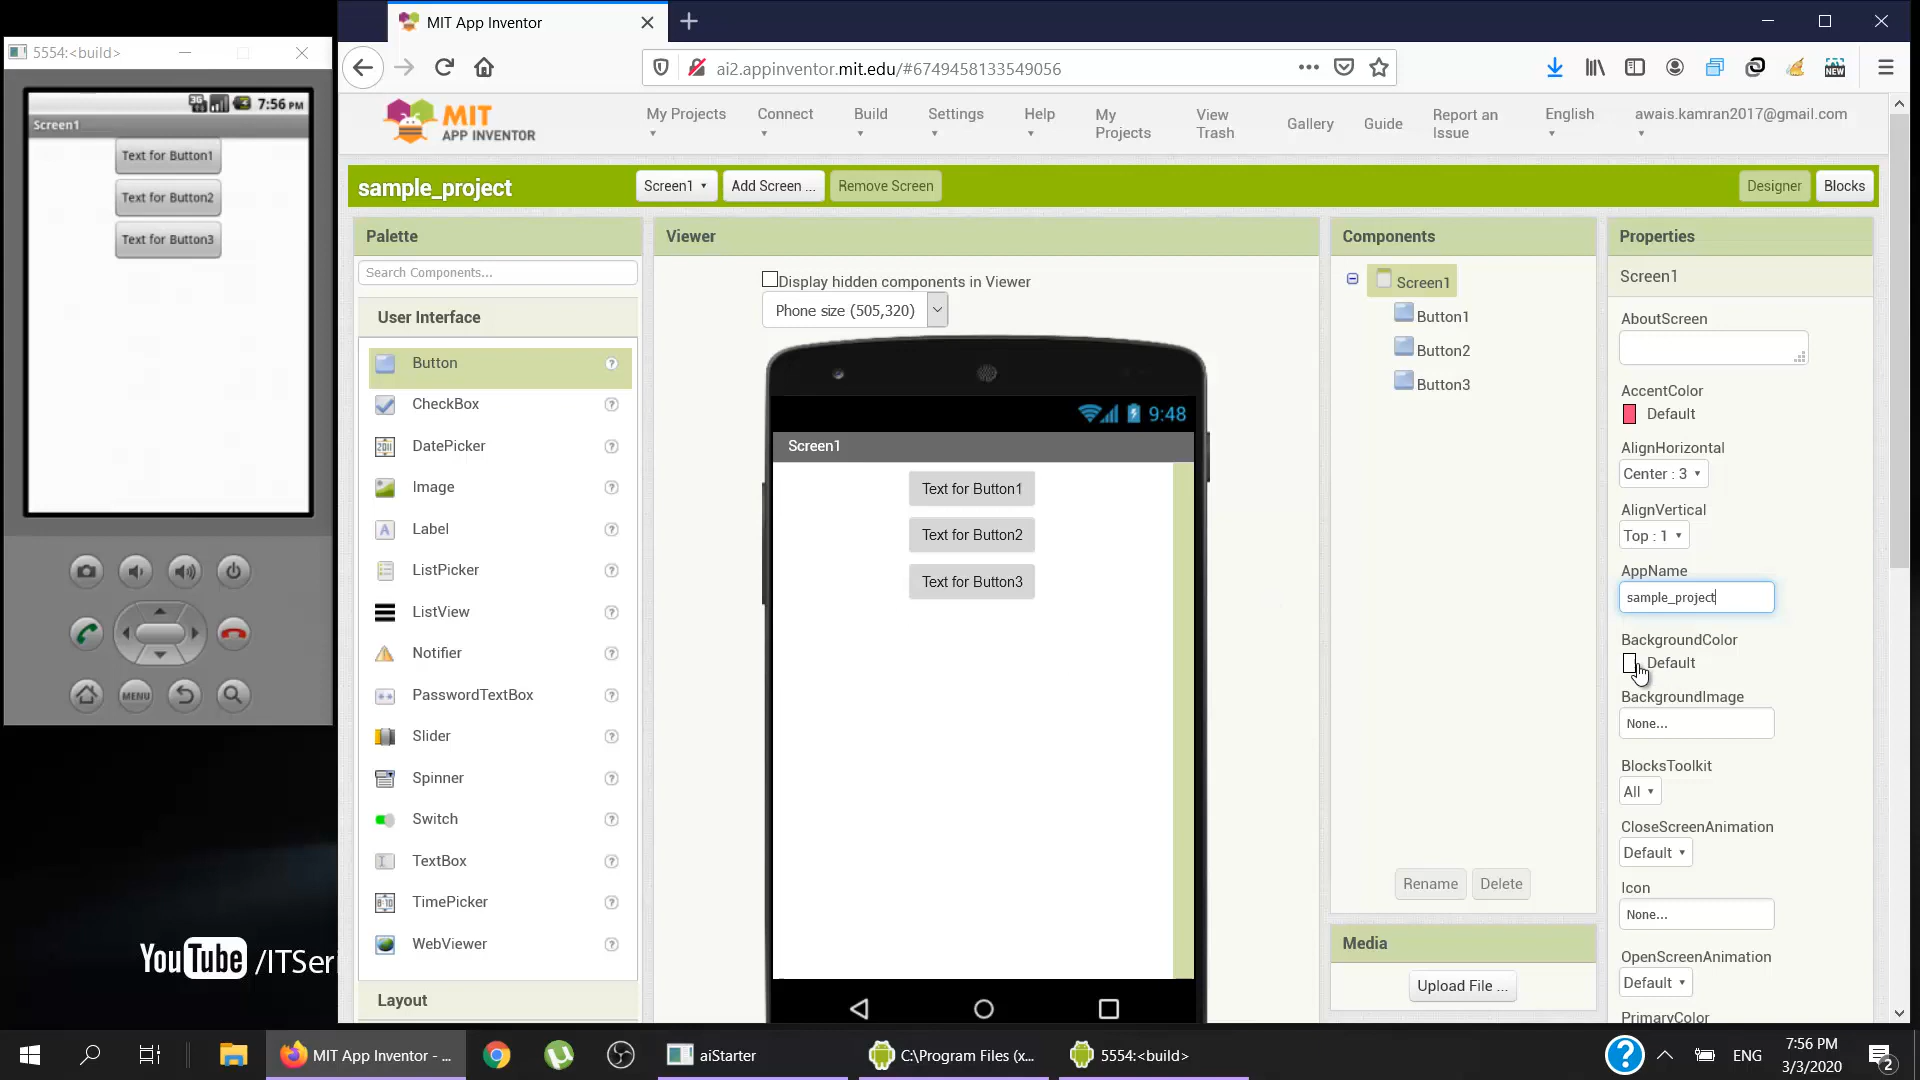 5554:<build>
3G
7:56 PM
Screen1
Text for Button1
Text for Button2
Text for Button3
MENU
YouTube /ITSeri
MIT App Inventor
ai2.appinventor.mit.edu/#6749458133549056
NEW
MIT
APP INVENTOR
My Projects
Connect
Build
Settings
Help
My
Projects
View
Trash
Gallery
Guide
Report an
Issue
English
awais.kamran2017@gmail.com
sample_project
Screen1
Add Screen ...
Remove Screen
Designer
Blocks
Palette
Search Components...
User Interface
Button
CheckBox
DatePicker
Image
Label
ListPicker
ListView
Notifier
PasswordTextBox
Slider
Spinner
Switch
TextBox
TimePicker
WebViewer
Layout
Viewer
Display hidden components in Viewer
Phone size (505,320)
9:48
Screen1
Text for Button1
Text for Button2
Text for Button3
Components
Screen1
Button1
Button2
Button3
Rename
Delete
Media
Upload File ...
Properties
Screen1
AboutScreen
AccentColor
Default
AlignHorizontal
Center : 3
AlignVertical
Top : 1
AppName
sample_project
BackgroundColor
Default
BackgroundImage
None...
BlocksToolkit
All
CloseScreenAnimation
Default
Icon
None...
OpenScreenAnimation
Default
PrimaryColor
MIT App Inventor - ...
aiStarter
C:\Program Files (x...
5554:<build>
ENG
7:56 PM
3/3/2020
2